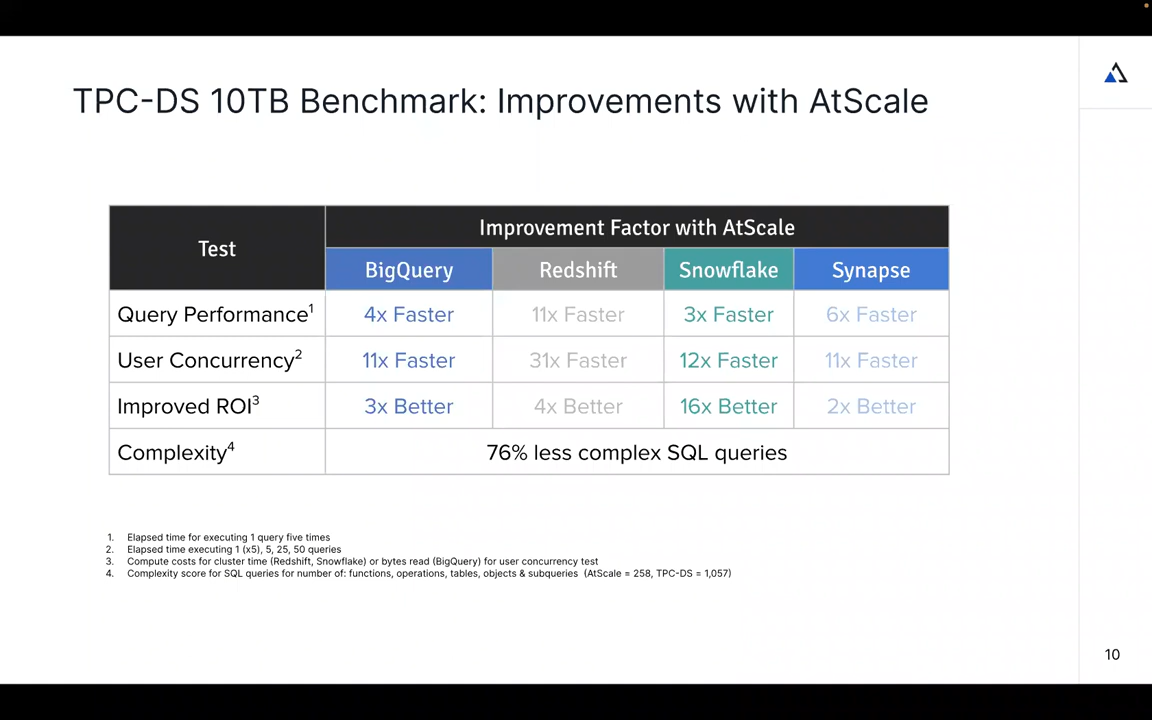 TPC-DS 10TB Benchmark: Improvements with AtScale
Test
Improvement Factor with AtScale
BigQuery Redshift Snowflake Synapse
Query Performance1 4x Faster 11x Faster 3x Faster 6x Faster
User Concurrency2 11x Faster 31x Faster 12x Faster 11x Faster
Improved ROI3 3x Better 4x Better 16x Better 2x Better
Complexity4 76% less complex SQL queries
1. Elapsed time for executing 1 query five times
2. Elapsed time executing 1 (x5), 5, 25, 50 queries
3. Compute costs for cluster time (Redshift, Snowflake) or bytes read (BigQuery) for user concurrency test
4. Complexity score for SQL queries for number of: functions, operations, tables, objects & subqueries (AtScale = 258, TPC-DS = 1,057)
10